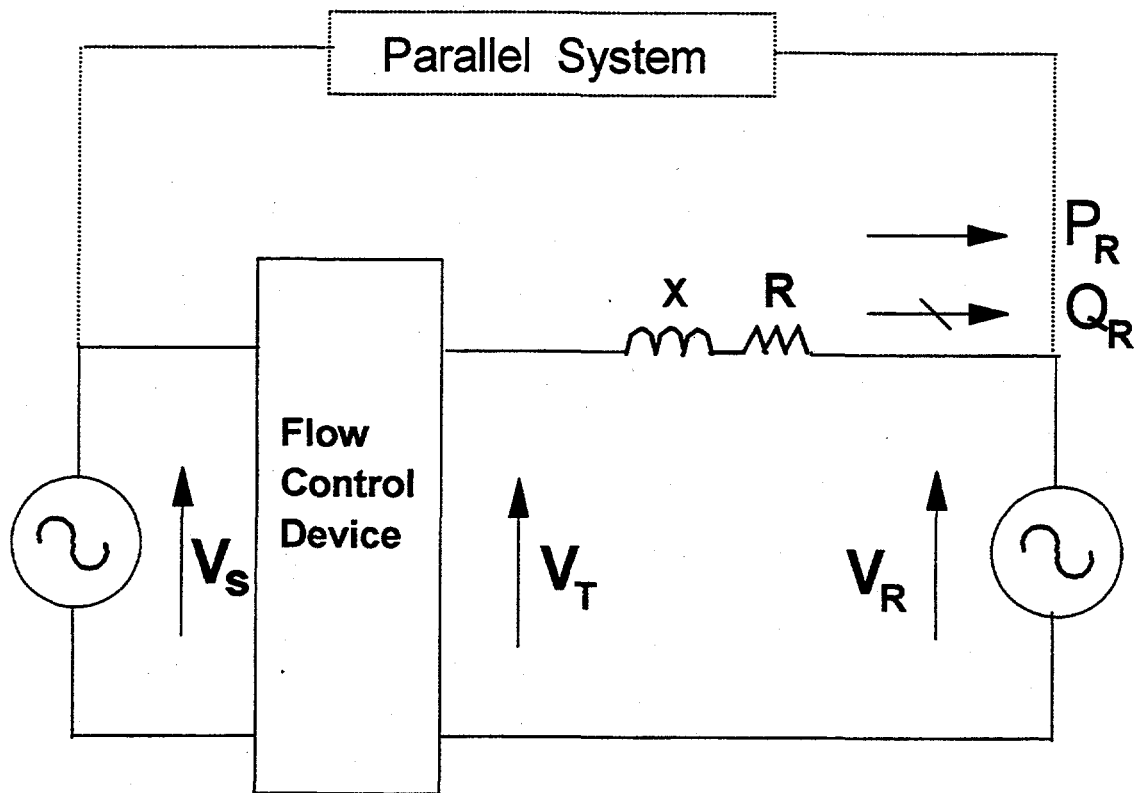 Parallel System
P_R
X R
Q_R
Flow
Control
Device
V_S
V_T
V_R